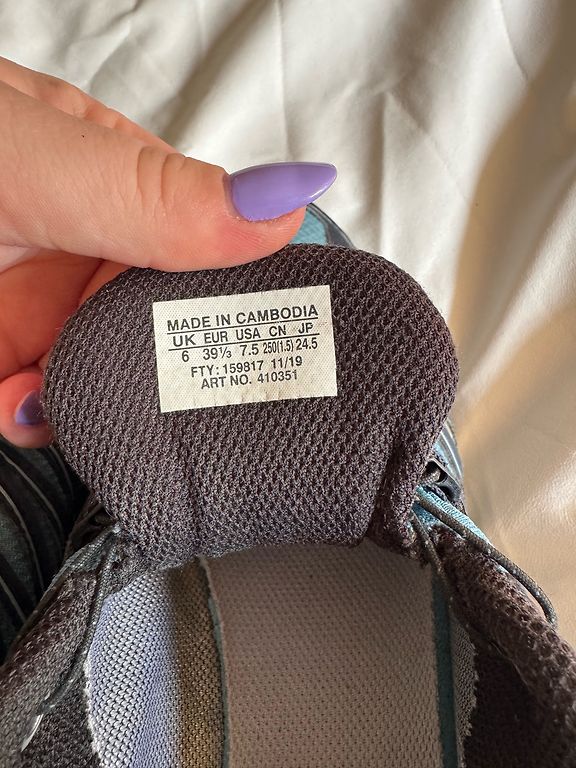 MADE IN CAMBODIA
UK EUR USA CN JP
6 39⅓ 7.5 250(1.5) 24.5
FTY: 159817 11/19
ART NO. 410351